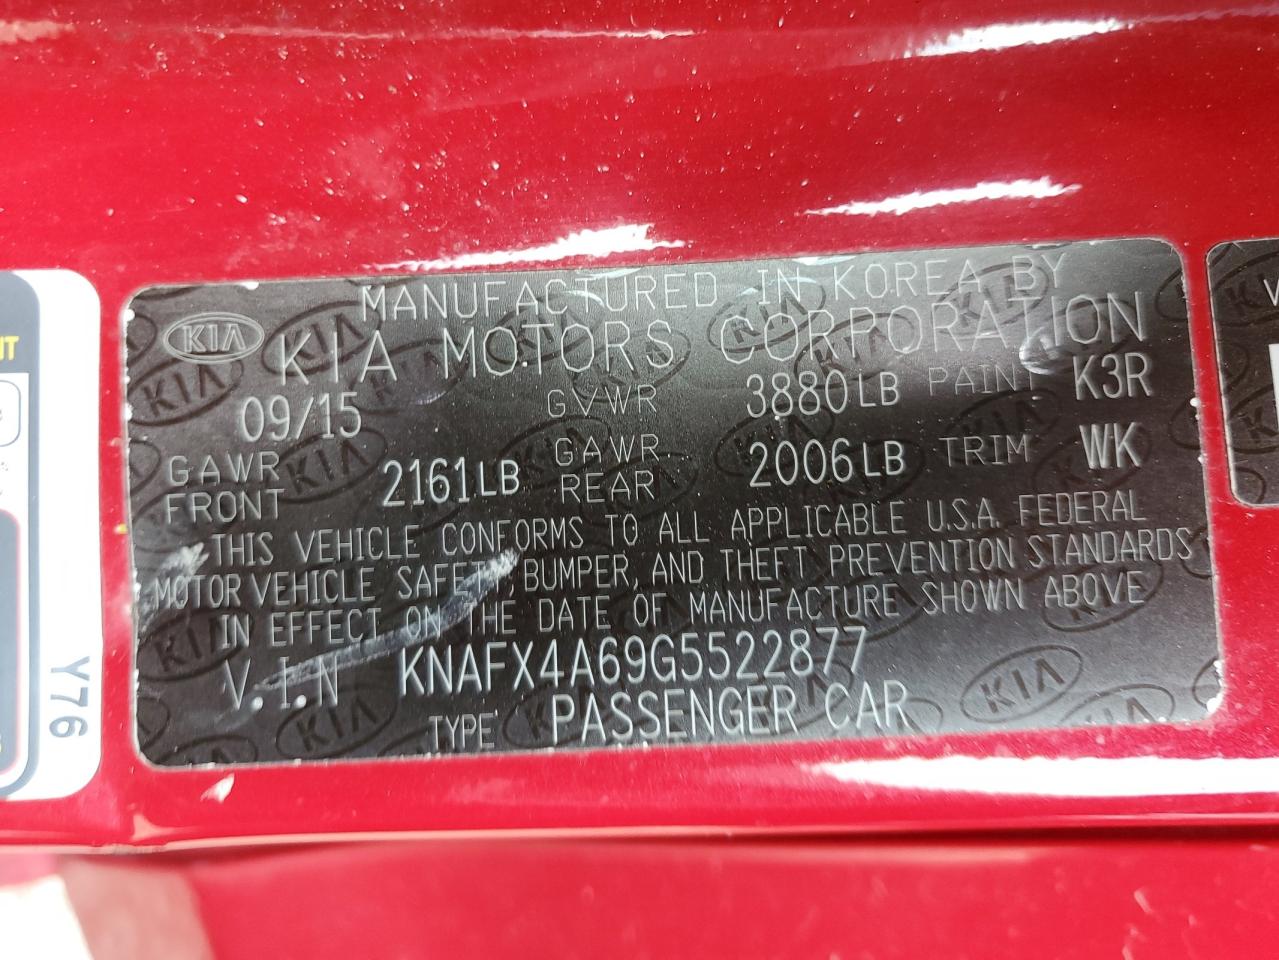 MANUFACTURED IN KOREA BY
KIA KIA MOTORS CORPORATION
09/15 GVWR 3880LB PAINT K3R
GAWR FRONT 2161LB GAWR REAR 2006LB TRIM WK
THIS VEHICLE CONFORMS TO ALL APPLICABLE U.S.A. FEDERAL
MOTOR VEHICLE SAFETY, BUMPER, AND THEFT PREVENTION STANDARDS
IN EFFECT ON THE DATE OF MANUFACTURE SHOWN ABOVE
V.I.N KNAFX4A69G5522877
TYPE PASSENGER CAR
Y76